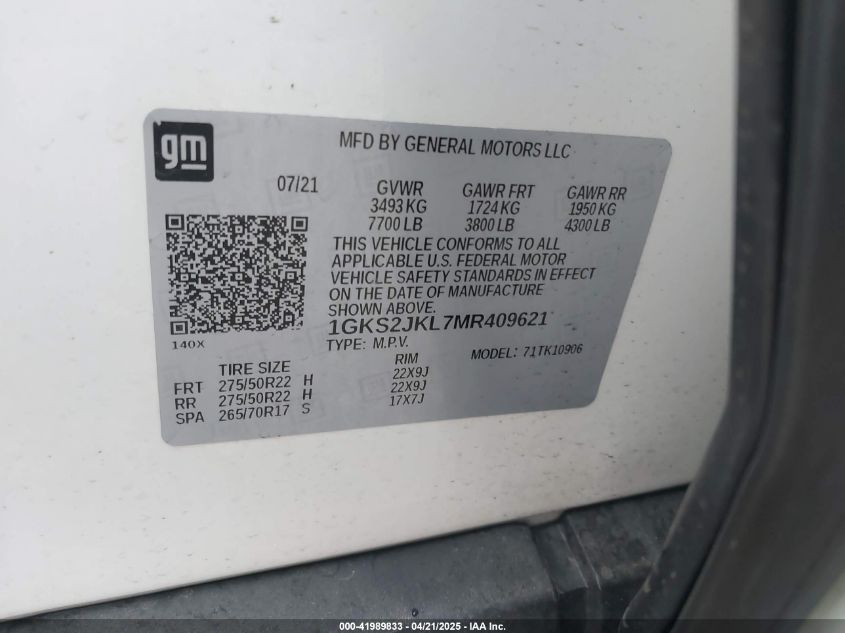 gm
MFD BY GENERAL MOTORS LLC
07/21
GVWR GAWR FRT GAWR RR
3493 KG 1724 KG 1950 KG
7700 LB 3800 LB 4300 LB
THIS VEHICLE CONFORMS TO ALL
APPLICABLE U.S. FEDERAL MOTOR
VEHICLE SAFETY STANDARDS IN EFFECT
ON THE DATE OF MANUFACTURE
SHOWN ABOVE.
1GKS2JKL7MR409621
140X
TYPE: M.P.V. MODEL: 71TK10906
TIRE SIZE RIM
FRT 275/50R22 H 22X9J
RR 275/50R22 H 22X9J
SPA 265/70R17 S 17X7J
000-41989833 - 04/21/2025 - IAA Inc.